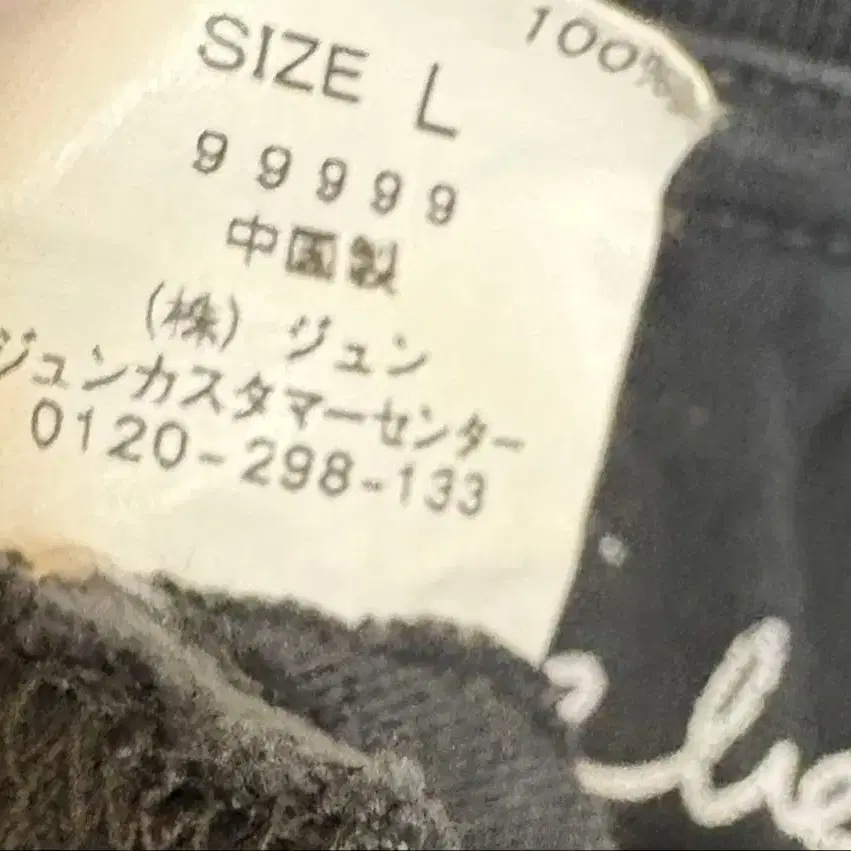 100%
SIZE L
99999
中国製
(株) ジュン
ジュンカスタマーセンター
0120-298-133